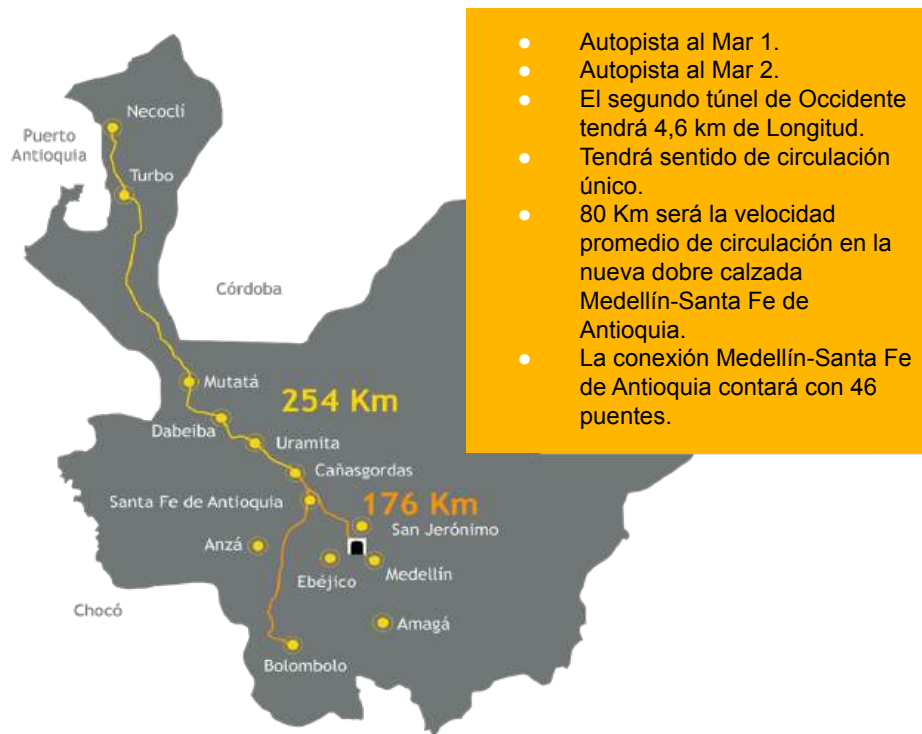 Necoclí
Puerto
Antioquia
Turbo
Córdoba
Mutatá
254 Km
Dabeiba
Uramita
Cañasgordas
Santa Fe de Antioquia
176 Km
San Jerónimo
Anzá
Ebéjico
Medellín
Chocó
Amagá
Bolombolo
● Autopista al Mar 1.
● Autopista al Mar 2.
● El segundo túnel de Occidente
tendrá 4,6 km de Longitud.
● Tendrá sentido de circulación
único.
● 80 Km será la velocidad
promedio de circulación en la
nueva dobre calzada
Medellín-Santa Fe de
Antioquia.
● La conexión Medellín-Santa Fe
de Antioquia contará con 46
puentes.